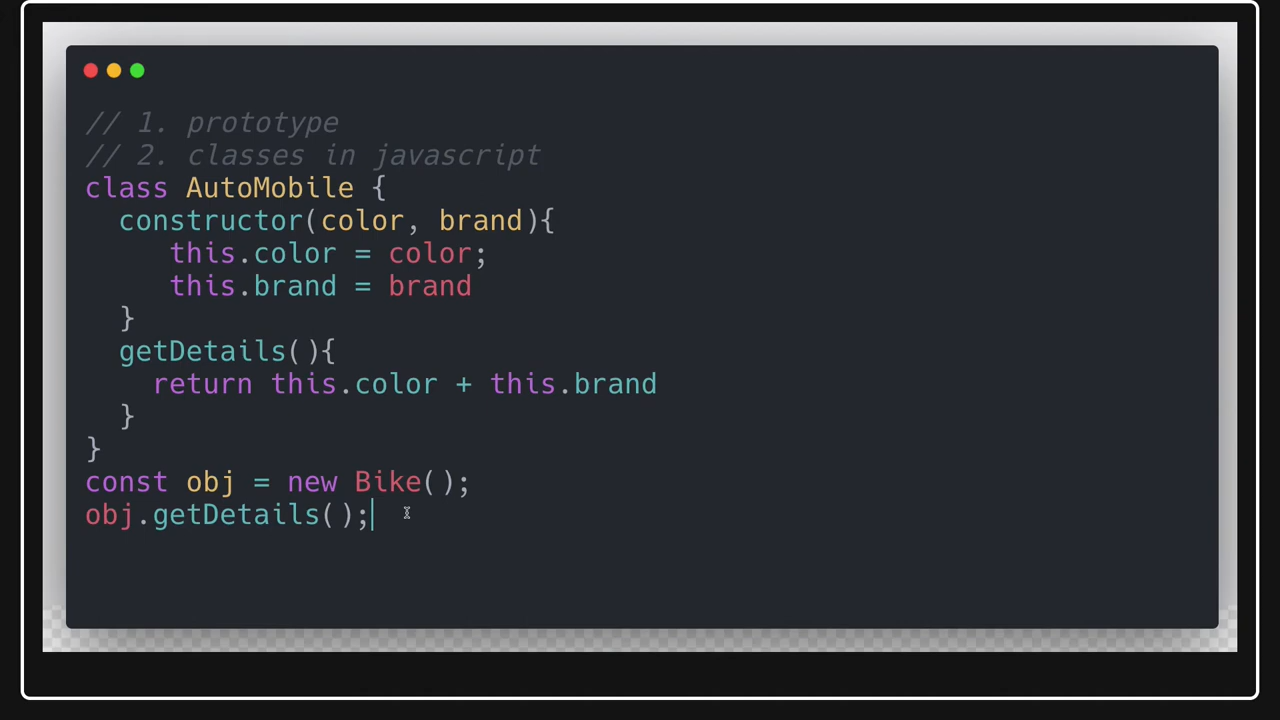 // 1. prototype
// 2. classes in javascript
class AutoMobile {
  constructor(color, brand){
     this.color = color;
     this.brand = brand
  }
  getDetails(){
    return this.color + this.brand
  }
}
const obj = new Bike();
obj.getDetails();